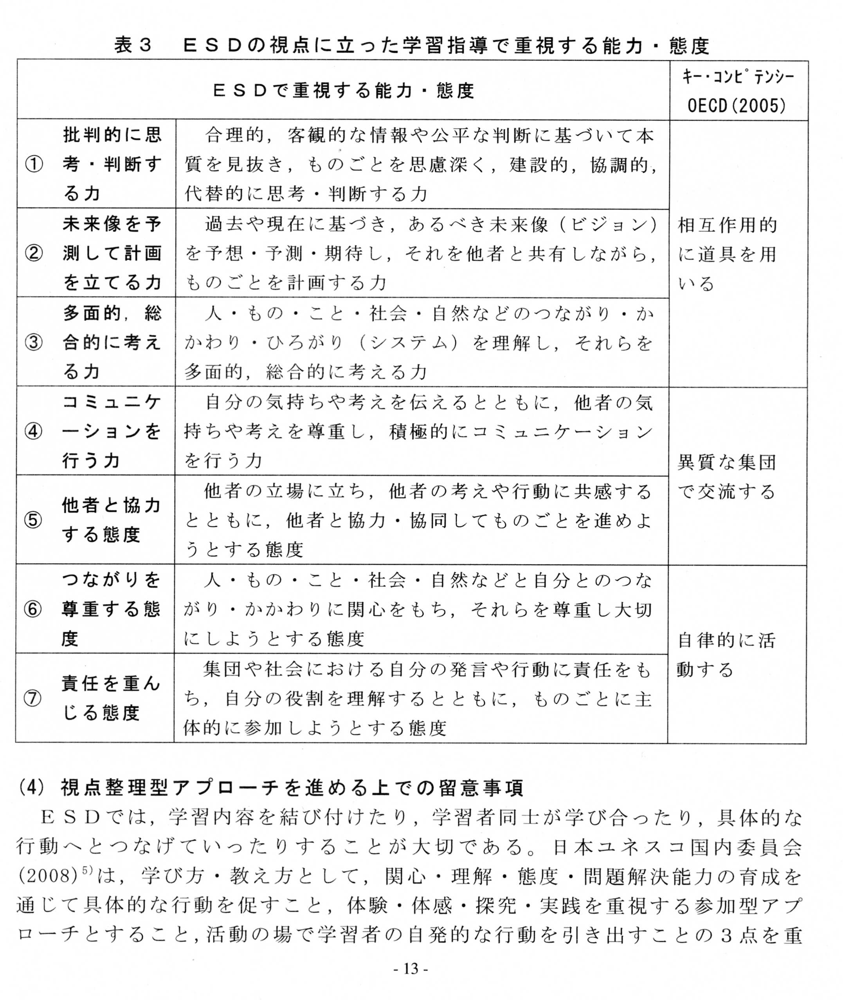 表３　ＥＳＤの視点に立った学習指導で重視する能力・態度
ＥＳＤで重視する能力・態度
ｷｰ・ｺﾝﾋﾟﾃﾝｼｰ
OECD(2005)
①
批判的に思
考・判断す
る力
合理的，客観的な情報や公平な判断に基づいて本
質を見抜き，ものごとを思慮深く，建設的，協調的，
代替的に思考・判断する力
②
未来像を予
測して計画
を立てる力
過去や現在に基づき，あるべき未来像（ビジョン）
を予想・予測・期待し，それを他者と共有しながら，
ものごとを計画する力
③
多面的，総
合的に考え
る力
人・もの・こと・社会・自然などのつながり・か
かわり・ひろがり（システム）を理解し，それらを
多面的，総合的に考える力
相互作用的
に道具を用
いる
④
コミュニケ
ーションを
行う力
自分の気持ちや考えを伝えるとともに，他者の気
持ちや考えを尊重し，積極的にコミュニケーション
を行う力
⑤
他者と協力
する態度
他者の立場に立ち，他者の考えや行動に共感する
とともに，他者と協力・協同してものごとを進めよ
うとする態度
異質な集団
で交流する
⑥
つながりを
尊重する態
度
人・もの・こと・社会・自然などと自分とのつな
がり・かかわりに関心をもち，それらを尊重し大切
にしようとする態度
⑦
責任を重ん
じる態度
集団や社会における自分の発言や行動に責任をも
ち，自分の役割を理解するとともに，ものごとに主
体的に参加しようとする態度
自律的に活
動する
(4) 視点整理型アプローチを進める上での留意事項
ＥＳＤでは，学習内容を結び付けたり，学習者同士が学び合ったり，具体的な
行動へとつなげていったりすることが大切である。日本ユネスコ国内委員会
(2008)5)は，学び方・教え方として，関心・理解・態度・問題解決能力の育成を
通じて具体的な行動を促すこと，体験・体感・探究・実践を重視する参加型アプ
ローチとすること，活動の場で学習者の自発的な行動を引き出すことの３点を重
- 13 -